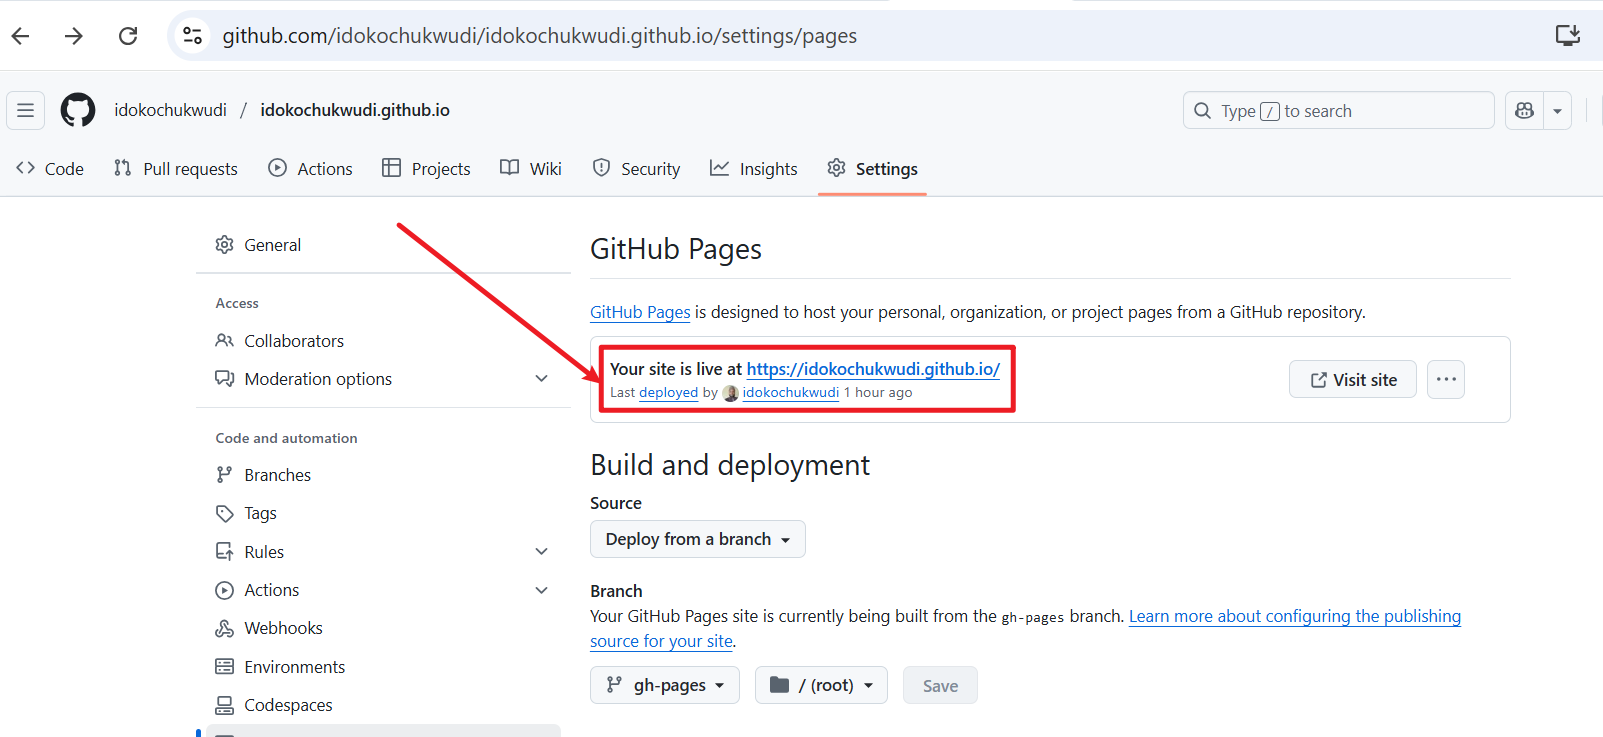 github.com/idokochukwudi/idokochukwudi.github.io/settings/pages
idokochukwudi / idokochukwudi.github.io
Type / to search
Code Pull requests Actions Projects Wiki Security Insights Settings
General
Access
Collaborators
Moderation options
Code and automation
Branches
Tags
Rules
Actions
Webhooks
Environments
Codespaces
GitHub Pages
GitHub Pages is designed to host your personal, organization, or project pages from a GitHub repository.
Your site is live at https://idokochukwudi.github.io/
Last deployed by idokochukwudi 1 hour ago
Visit site
Build and deployment
Source
Deploy from a branch
Branch
Your GitHub Pages site is currently being built from the gh-pages branch. Learn more about configuring the publishing
source for your site.
gh-pages / (root) Save